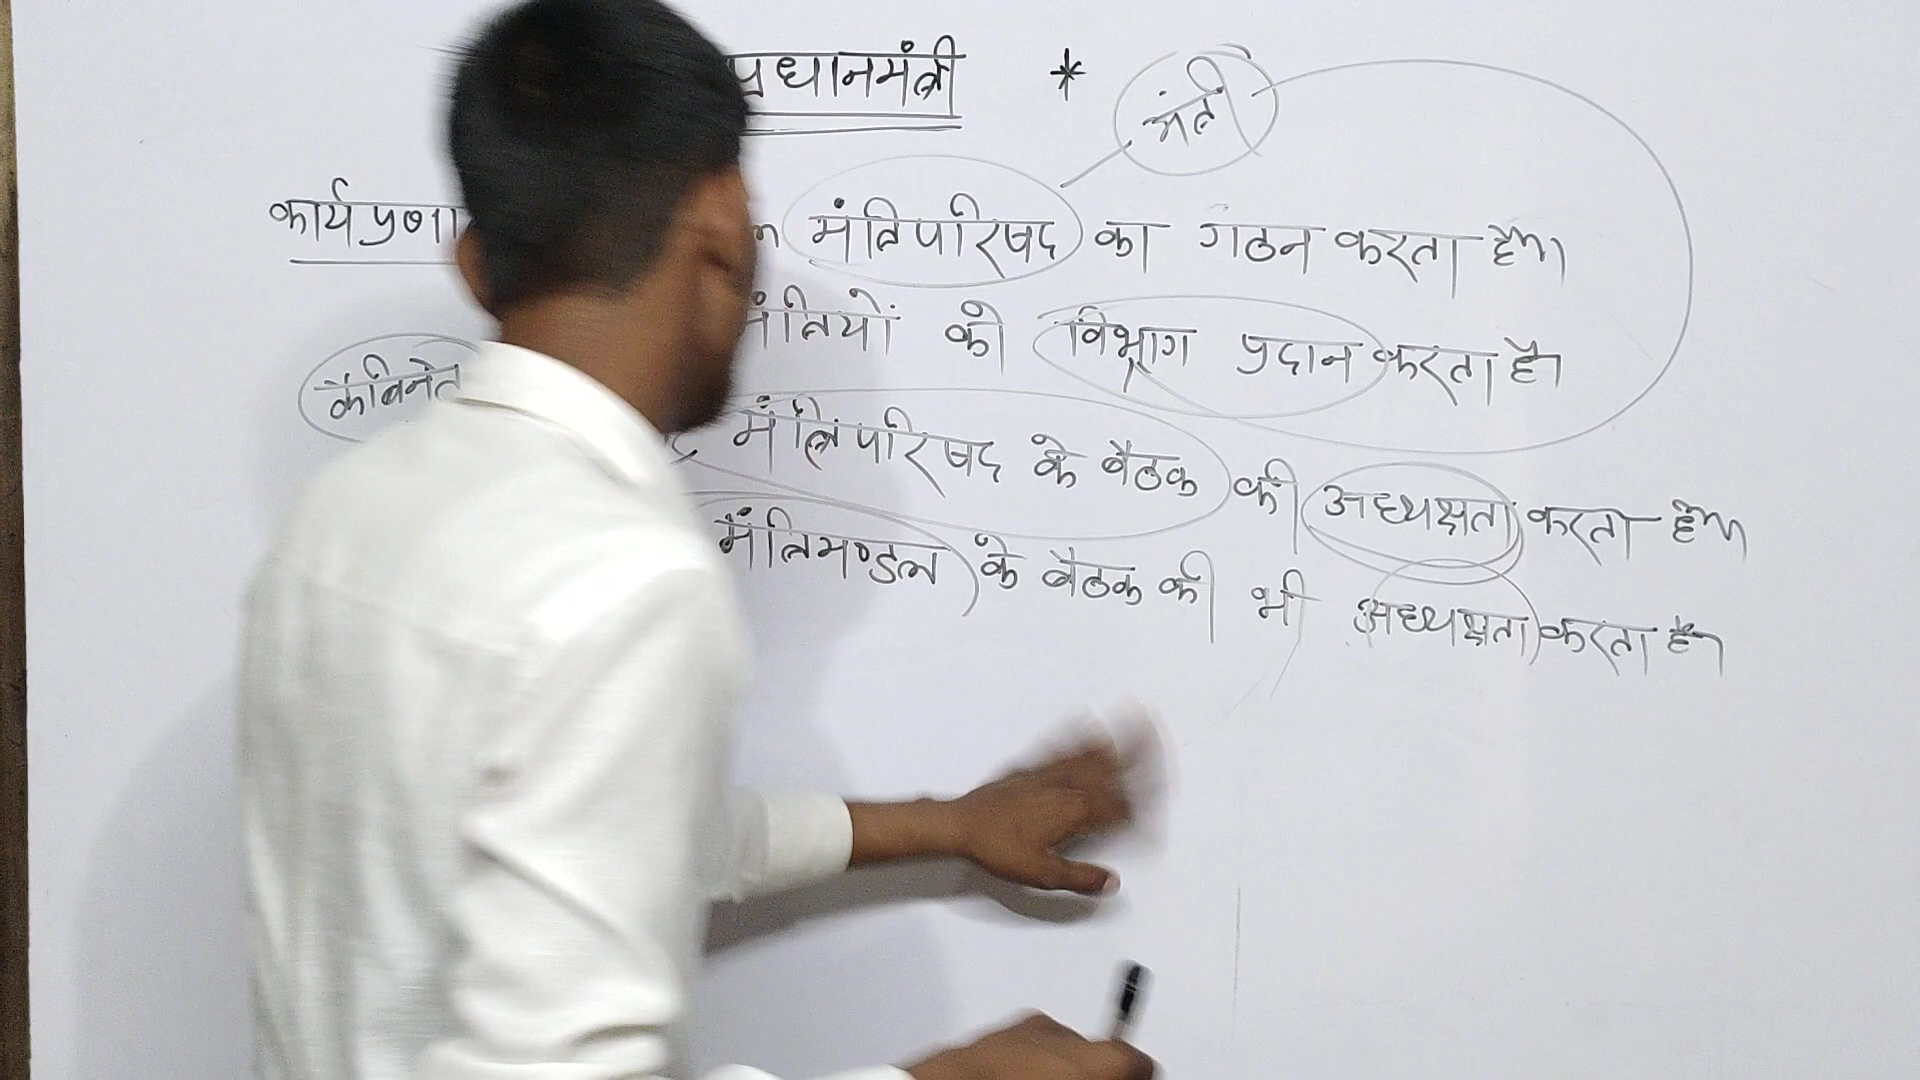 प्रधानमंत्री *
मंत्री
कार्यप्रणा मंत्रिपरिषद का गठन करता है।
मंत्रियों को विभाग प्रदान करता है।
कैबिनेट
मंत्रिपरिषद के बैठक की अध्यक्षता करता है।
मंत्रिमण्डल के बैठक की भी अध्यक्षता करता है।